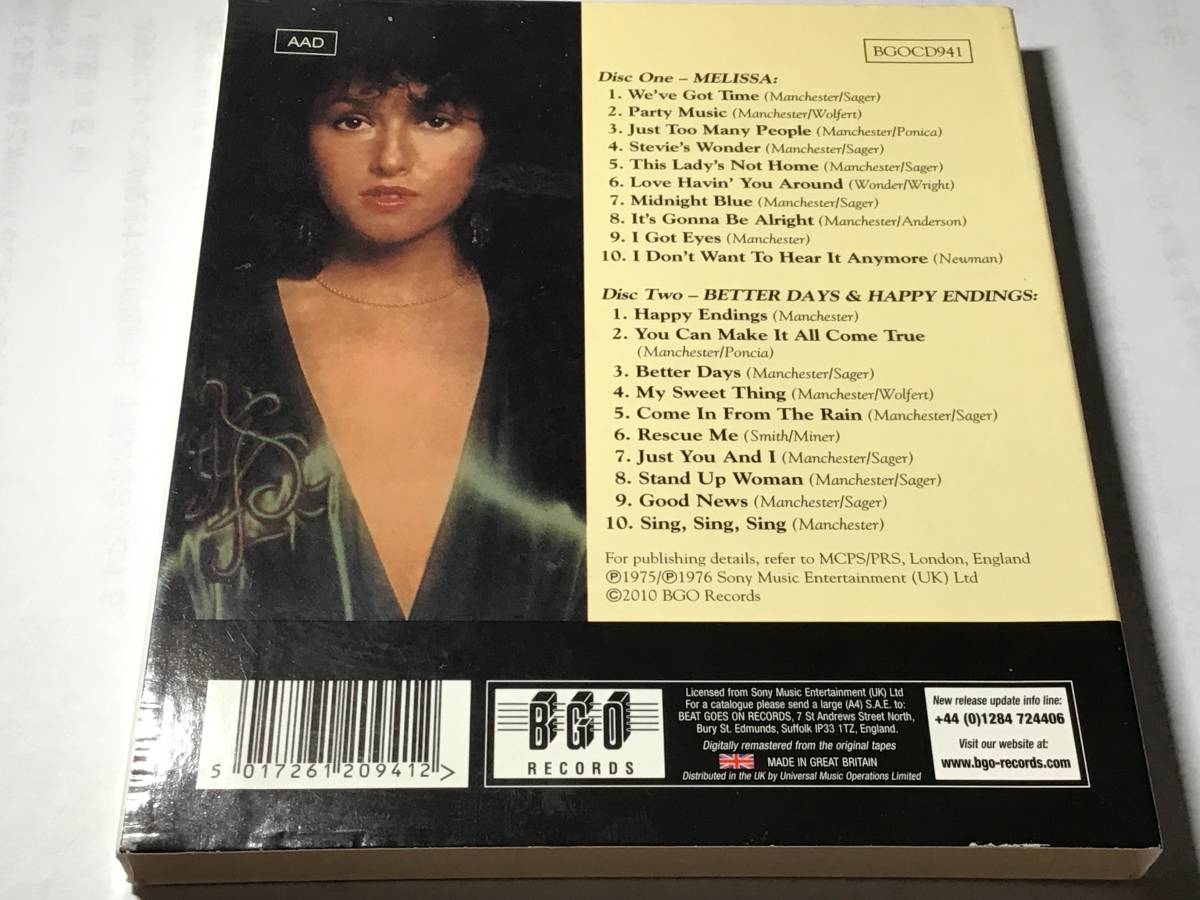 AAD
BGOCD941
Disc One – MELISSA:
1. We've Got Time (Manchester/Sager)
2. Party Music (Manchester/Wolfert)
3. Just Too Many People (Manchester/Ponica)
4. Stevie's Wonder (Manchester/Sager)
5. This Lady's Not Home (Manchester/Sager)
6. Love Havin' You Around (Wonder/Wright)
7. Midnight Blue (Manchester/Sager)
8. It's Gonna Be Alright (Manchester/Anderson)
9. I Got Eyes (Manchester)
10. I Don't Want To Hear It Anymore (Newman)
Disc Two – BETTER DAYS & HAPPY ENDINGS:
1. Happy Endings (Manchester)
2. You Can Make It All Come True
(Manchester/Poncia)
3. Better Days (Manchester/Sager)
4. My Sweet Thing (Manchester/Wolfert)
5. Come In From The Rain (Manchester/Sager)
6. Rescue Me (Smith/Miner)
7. Just You And I (Manchester/Sager)
8. Stand Up Woman (Manchester/Sager)
9. Good News (Manchester/Sager)
10. Sing, Sing, Sing (Manchester)
For publishing details, refer to MCPS/PRS, London, England
℗1975/℗1976 Sony Music Entertainment (UK) Ltd
©2010 BGO Records
5 017261 209412 >
BGO
RECORDS
Licensed from Sony Music Entertainment (UK) Ltd
For a catalogue please send a large (A4) S.A.E. to:
BEAT GOES ON RECORDS, 7 St Andrews Street North,
Bury St. Edmunds, Suffolk IP33 1TZ, England.
Digitally remastered from the original tapes
MADE IN GREAT BRITAIN
Distributed in the UK by Universal Music Operations Limited
New release update info line:
+44 (0)1284 724406
Visit our website at:
www.bgo-records.com